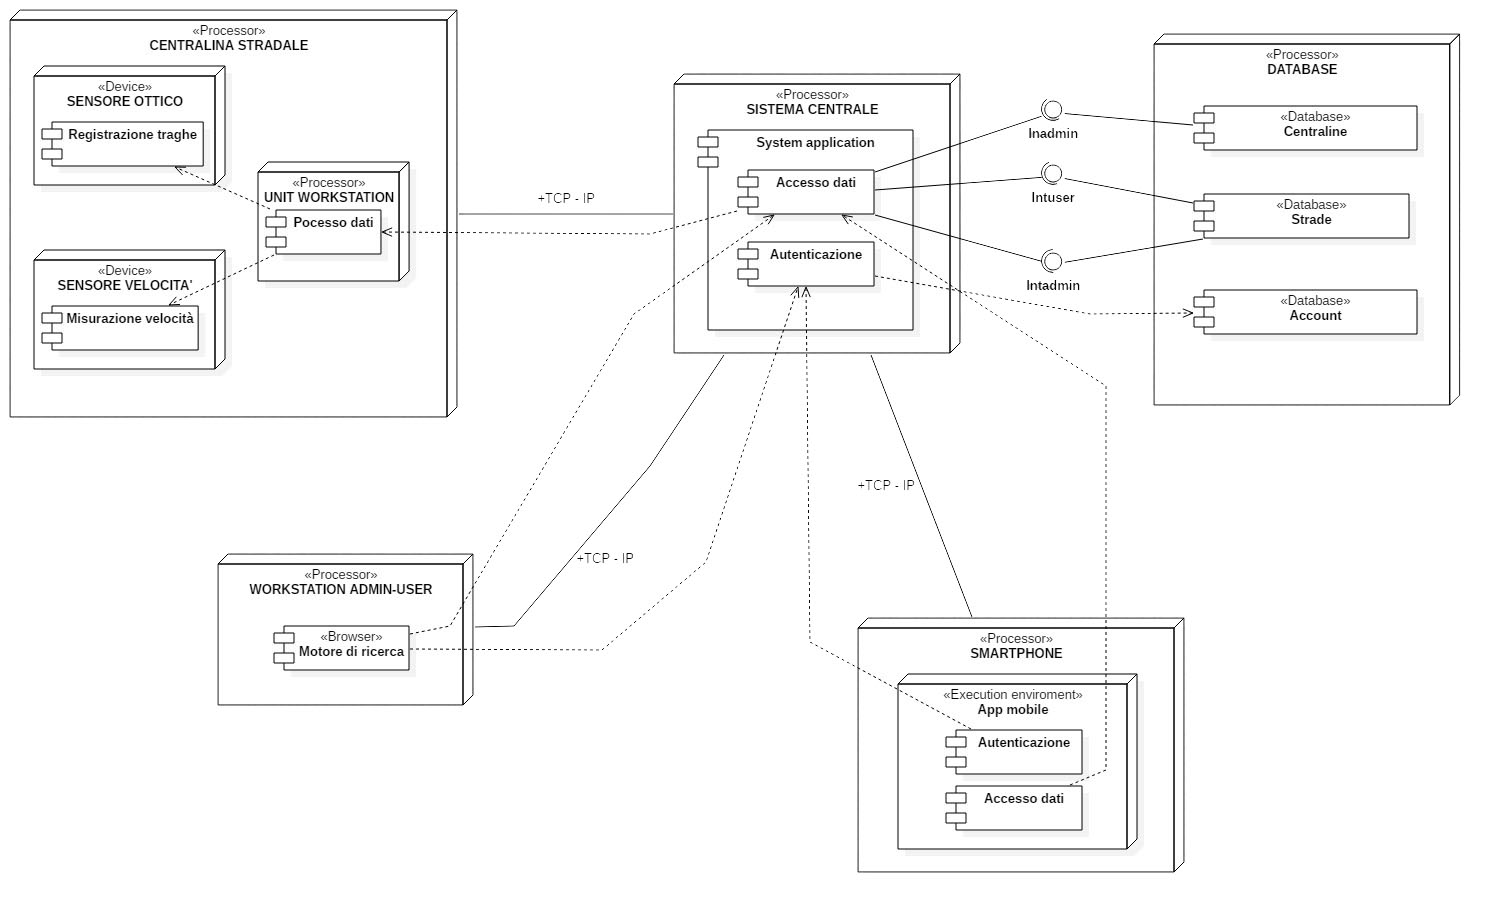 «Processor»
CENTRALINA STRADALE
«Device»
SENSORE OTTICO
Registrazione traghe
«Processor»
UNIT WORKSTATION
Pocesso dati
«Device»
SENSORE VELOCITA'
Misurazione velocità
+TCP - IP
«Processor»
SISTEMA CENTRALE
System application
Accesso dati
Autenticazione
Inadmin
Intuser
Intadmin
«Processor»
DATABASE
«Database»
Centraline
«Database»
Strade
«Database»
Account
+TCP - IP
+TCP - IP
«Processor»
WORKSTATION ADMIN-USER
«Browser»
Motore di ricerca
«Processor»
SMARTPHONE
«Execution enviroment»
App mobile
Autenticazione
Accesso dati